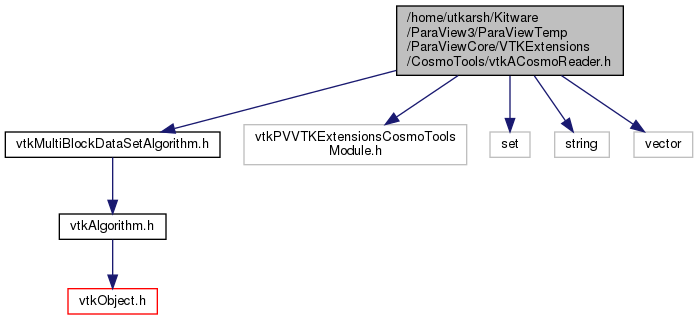 /home/utkarsh/Kitware
/ParaView3/ParaViewTemp
/ParaViewCore/VTKExtensions
/CosmoTools/vtkACosmoReader.h
vtkMultiBlockDataSetAlgorithm.h
vtkPVVTKExtensionsCosmoTools
Module.h
set
string
vector
vtkAlgorithm.h
vtkObject.h